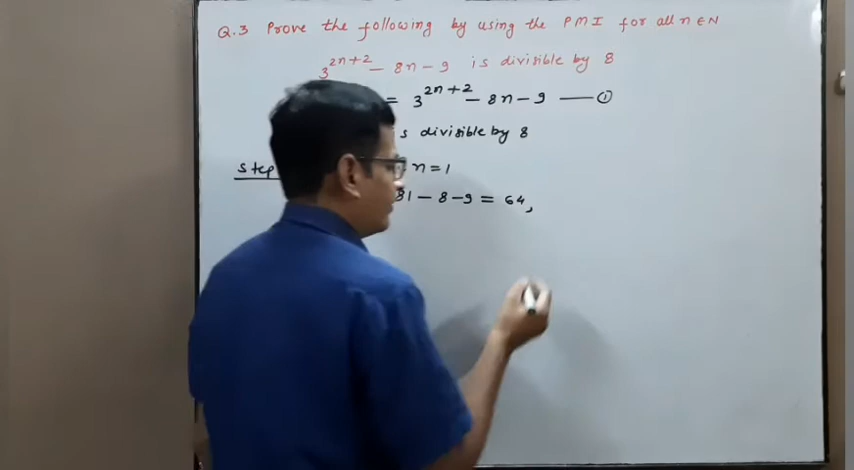 Q.3 Prove the following by using the PMI for all n ∈ N
3^{2n+2} - 8n - 9 is divisible by 8
= 3^{2n+2} - 8n - 9 —— ①
s divisible by 8
step n = 1
81 - 8 - 9 = 64,